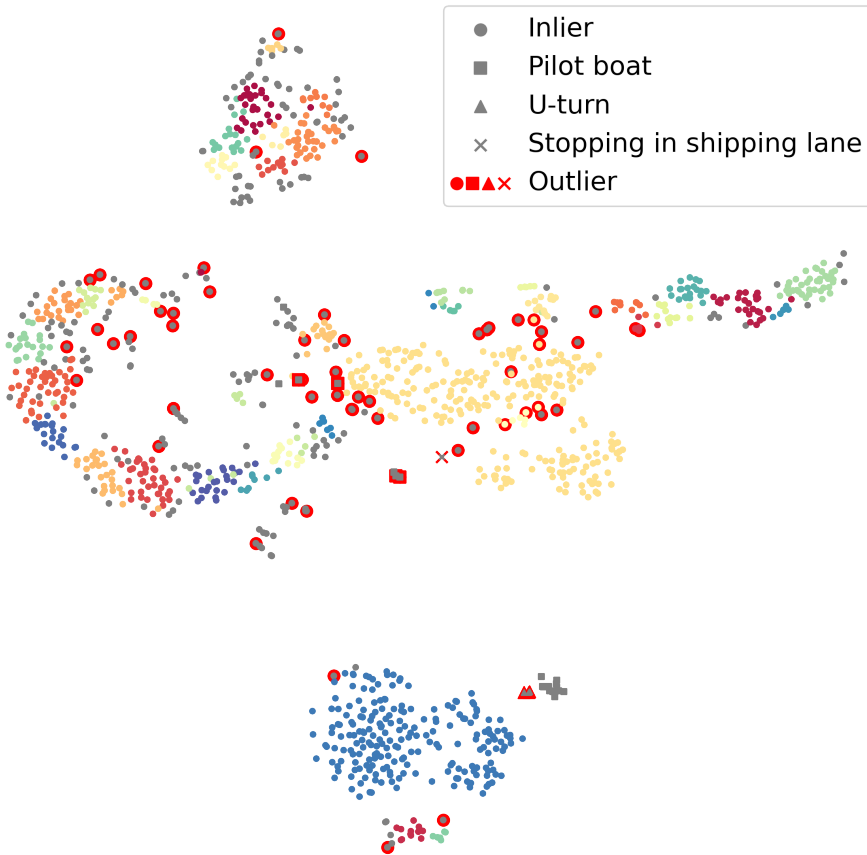 Inlier
Pilot boat
U-turn
Stopping in shipping lane
Outlier